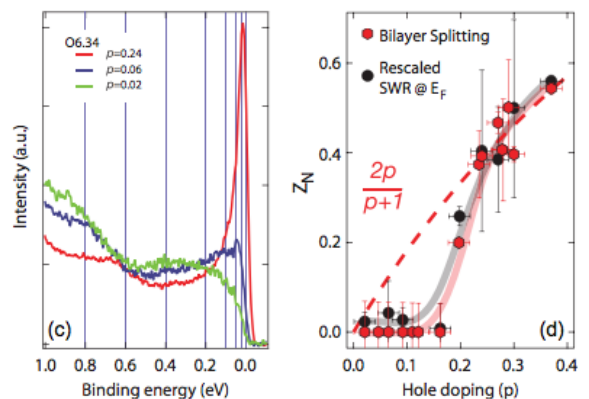 O6.34
p=0.24
p=0.06
p=0.02
Intensity (a.u.)
(c)
1.0 0.8 0.6 0.4 0.2 0.0
Binding energy (eV)
Bilayer Splitting
Rescaled
SWR @ E_F
2p
p+1
Z_N
0.6
0.4
0.2
0.0
(d)
0.0 0.1 0.2 0.3 0.4
Hole doping (p)